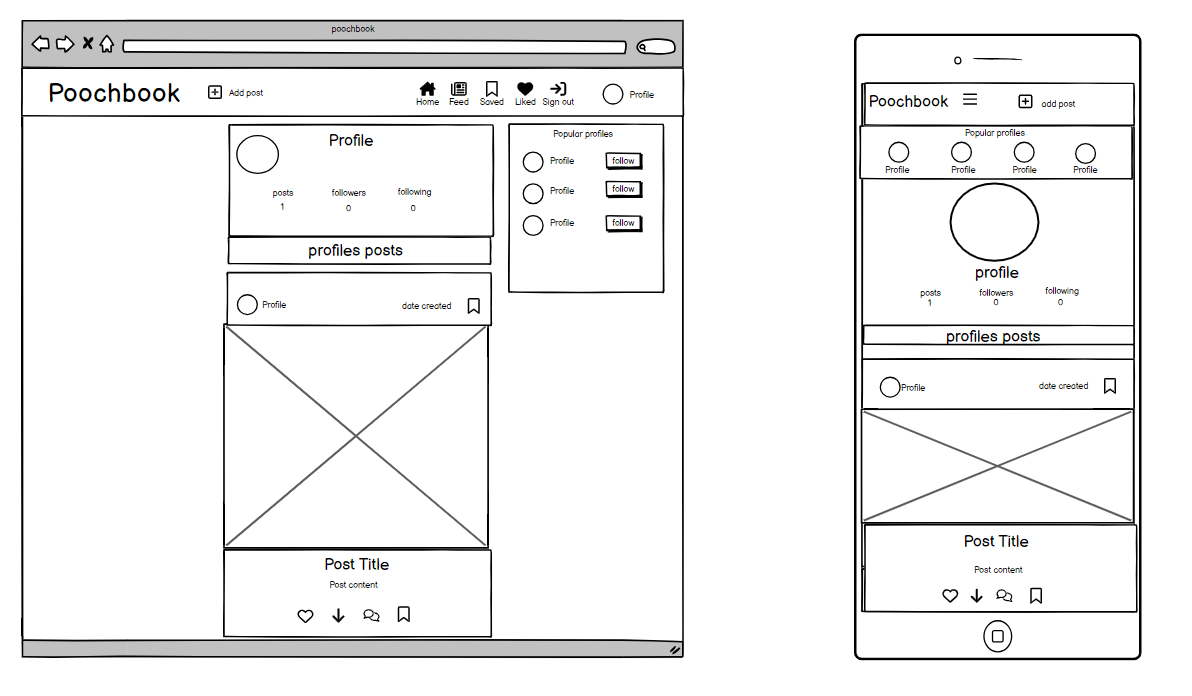 poochbook
Poochbook
Add post
Home Feed Saved Liked Sign out
Profile
Profile
posts followers following
1 0 0
profiles posts
Profile date created
Post Title
Post content
Popular profiles
Profile follow
Profile follow
Profile follow
Poochbook
add post
Popular profiles
Profile Profile Profile Profile
profile
posts followers following
1 0 0
profiles posts
Profile date created
Post Title
Post content